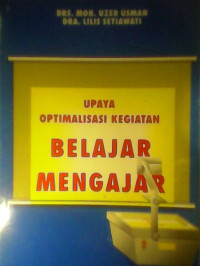 DRS. MOH. UZER USMAN
DRA. LILIS SETIAWATI
UPAYA
OPTIMALISASI KEGIATAN
BELAJAR
MENGAJAR